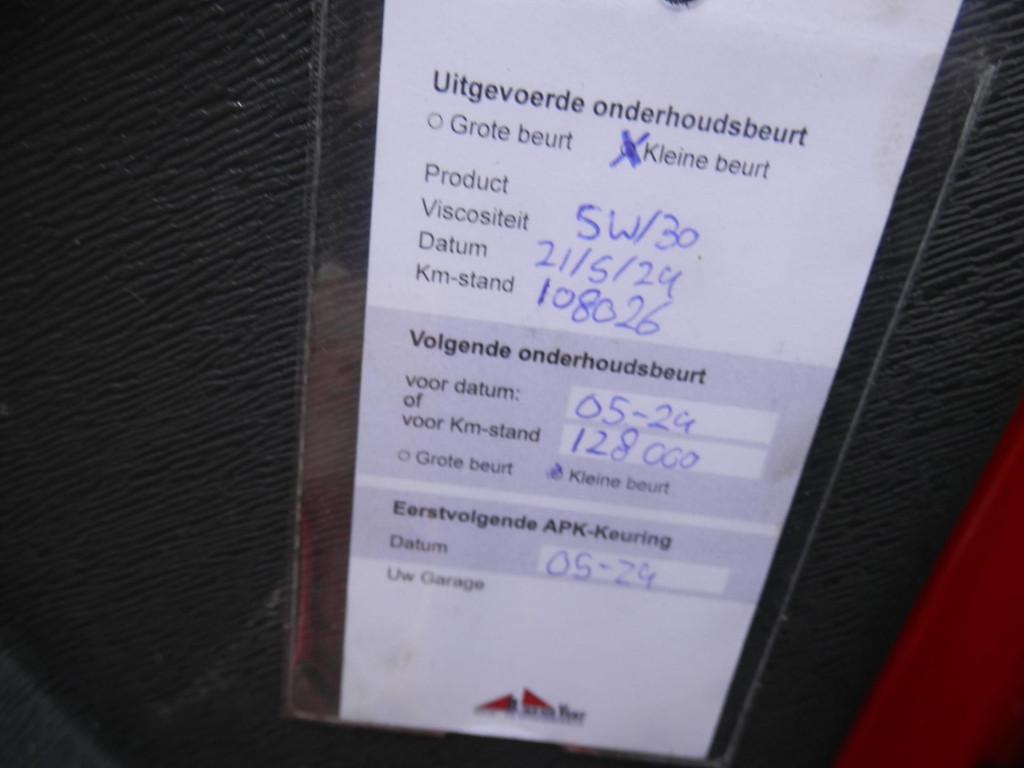 Uitgevoerde onderhoudsbeurt
Grote beurt Kleine beurt
Product
Viscositeit 5W/30
Datum 21/5/24
Km-stand 108026
Volgende onderhoudsbeurt
voor datum: 05-24
of
voor Km-stand 128000
Grote beurt Kleine beurt
Eerstvolgende APK-Keuring
Datum 05-24
Uw Garage